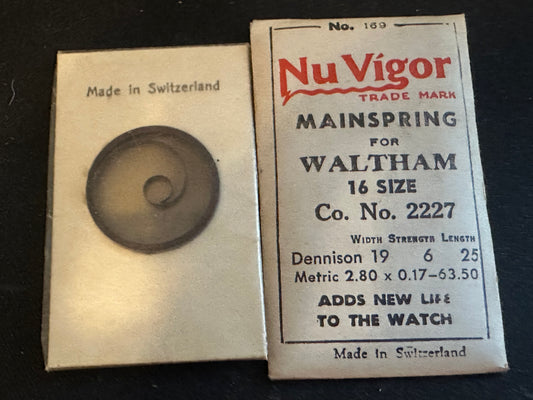 Made in Switzerland
No. 169
Nu Vigor
TRADE MARK
MAINSPRING
FOR
WALTHAM
16 SIZE
Co. No. 2227
WIDTH STRENGTH LENGTH
Dennison 19 6 25
Metric 2.80 x 0.17–63.50
ADDS NEW LIFE
TO THE WATCH
Made in Switzerland